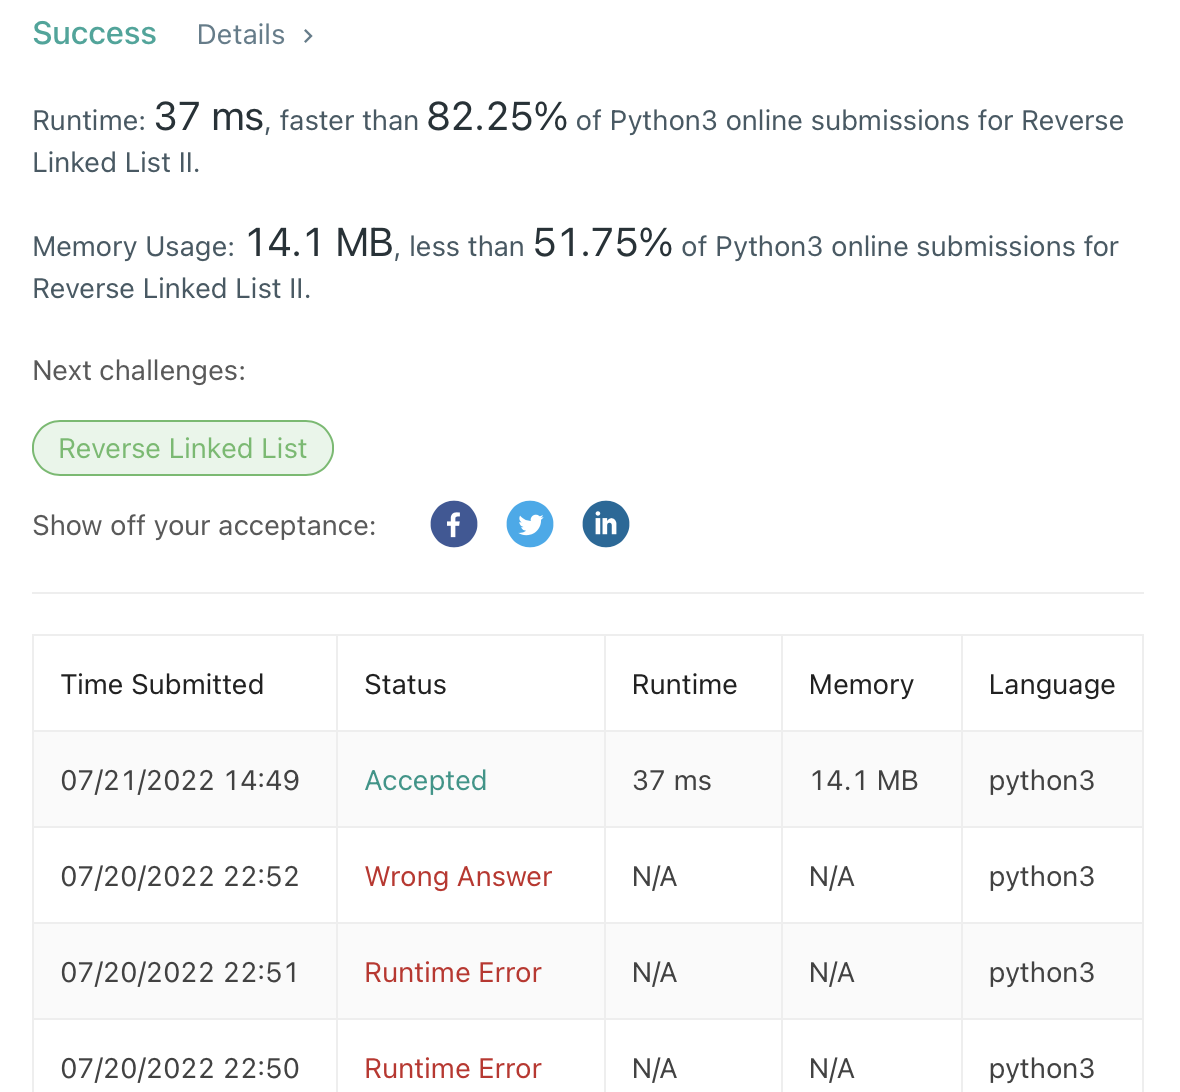 Success Details >
Runtime: 37 ms, faster than 82.25% of Python3 online submissions for Reverse
Linked List II.
Memory Usage: 14.1 MB, less than 51.75% of Python3 online submissions for
Reverse Linked List II.
Next challenges:
Reverse Linked List
Show off your acceptance: f in
Time Submitted Status Runtime Memory Language
07/21/2022 14:49 Accepted 37 ms 14.1 MB python3
07/20/2022 22:52 Wrong Answer N/A N/A python3
07/20/2022 22:51 Runtime Error N/A N/A python3
07/20/2022 22:50 Runtime Error N/A N/A python3